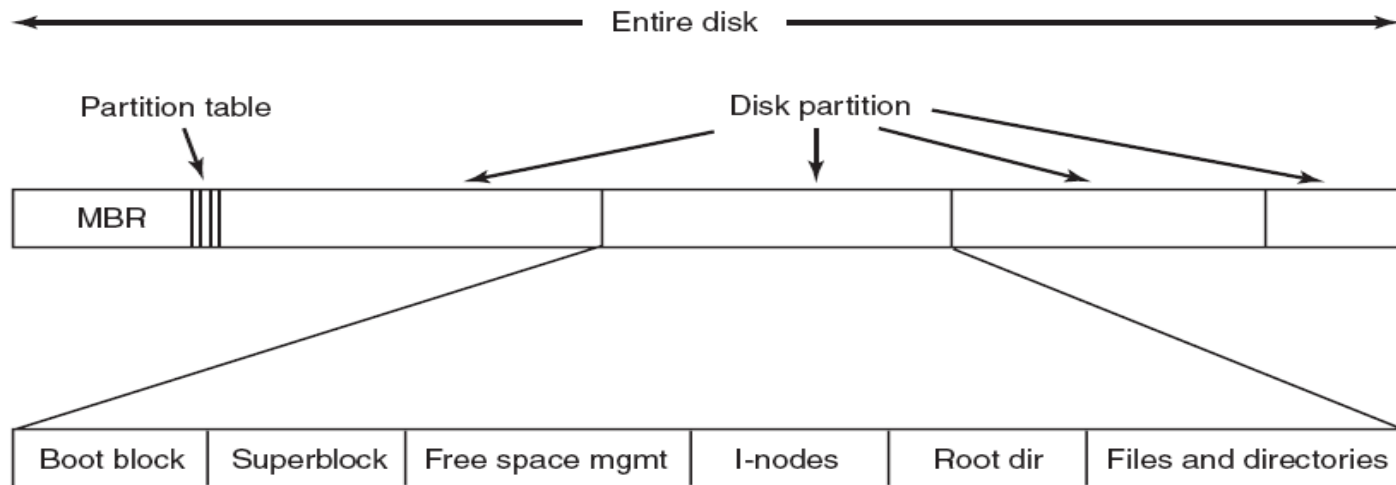 Entire disk
Partition table
Disk partition
MBR
Boot block
Superblock
Free space mgmt
I-nodes
Root dir
Files and directories